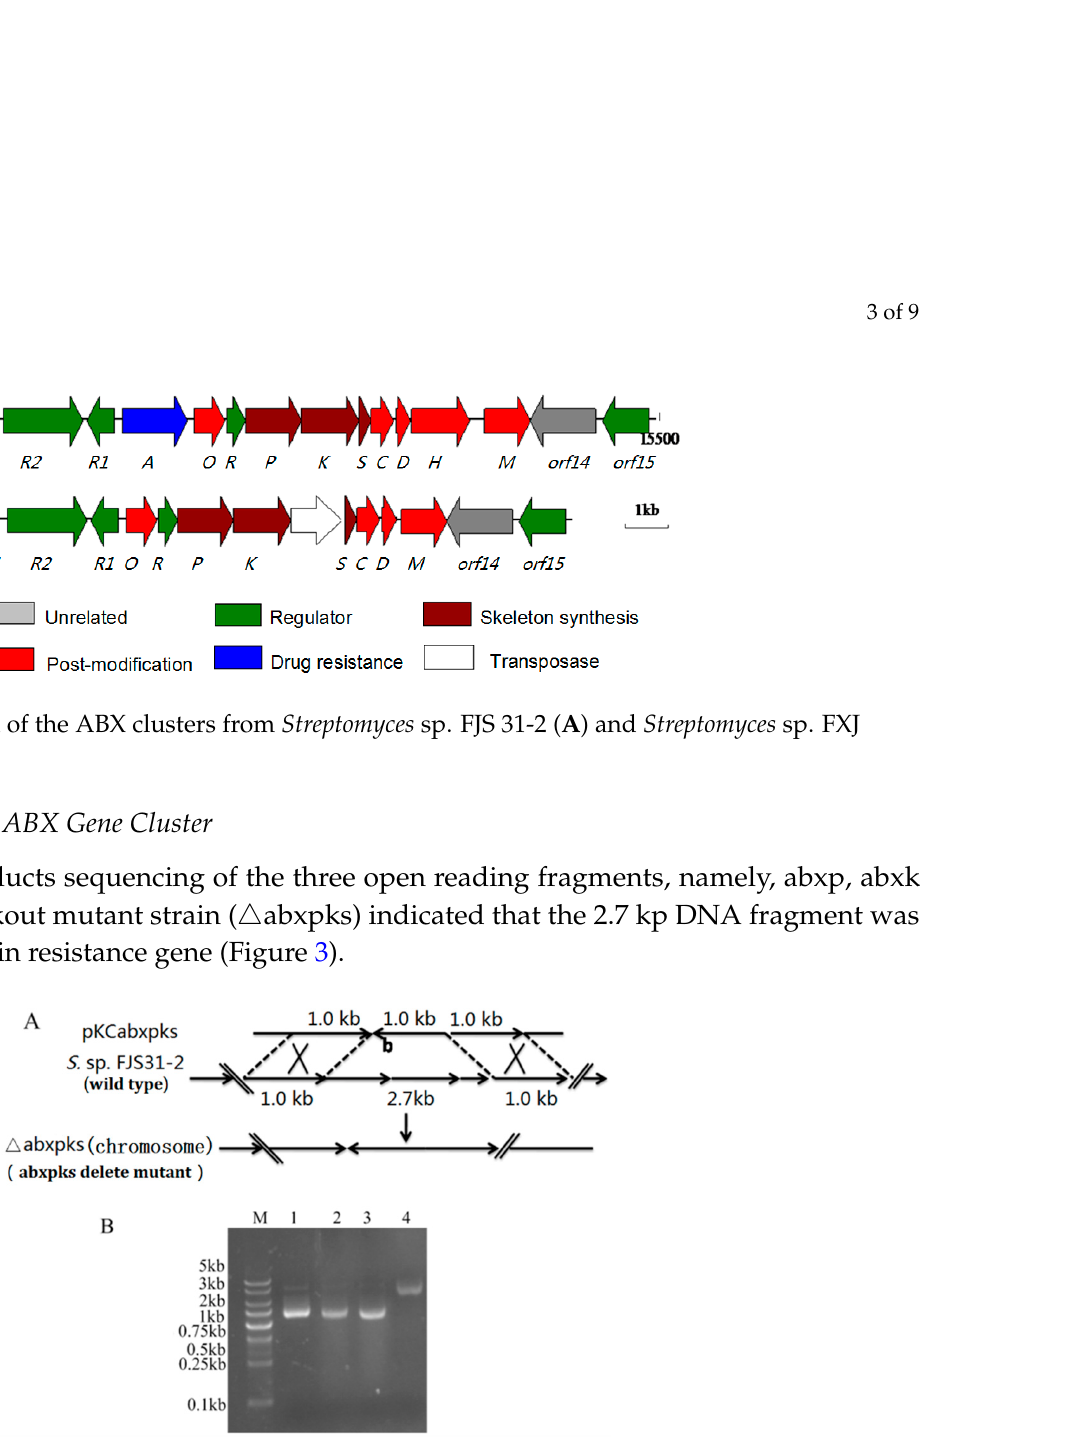 3 of 9
15500
R2 R1 A O R P K S C D H M orf14 orf15
1kb
R2 R1 O R P K S C D M orf14 orf15
Unrelated Regulator Skeleton synthesis
Post-modification Drug resistance Transposase
of the ABX clusters from Streptomyces sp. FJS 31-2 (A) and Streptomyces sp. FXJ
ABX Gene Cluster
ducts sequencing of the three open reading fragments, namely, abxp, abxk
kout mutant strain (△abxpks) indicated that the 2.7 kp DNA fragment was
in resistance gene (Figure 3).
A
1.0 kb 1.0 kb 1.0 kb
pKCabxpks
b
S. sp. FJS31-2
(wild type)
1.0 kb 2.7kb 1.0 kb
△abxpks(chromosome)
( abxpks delete mutant )
B
M 1 2 3 4
5kb
3kb
2kb
1kb
0.75kb
0.5kb
0.25kb
0.1kb